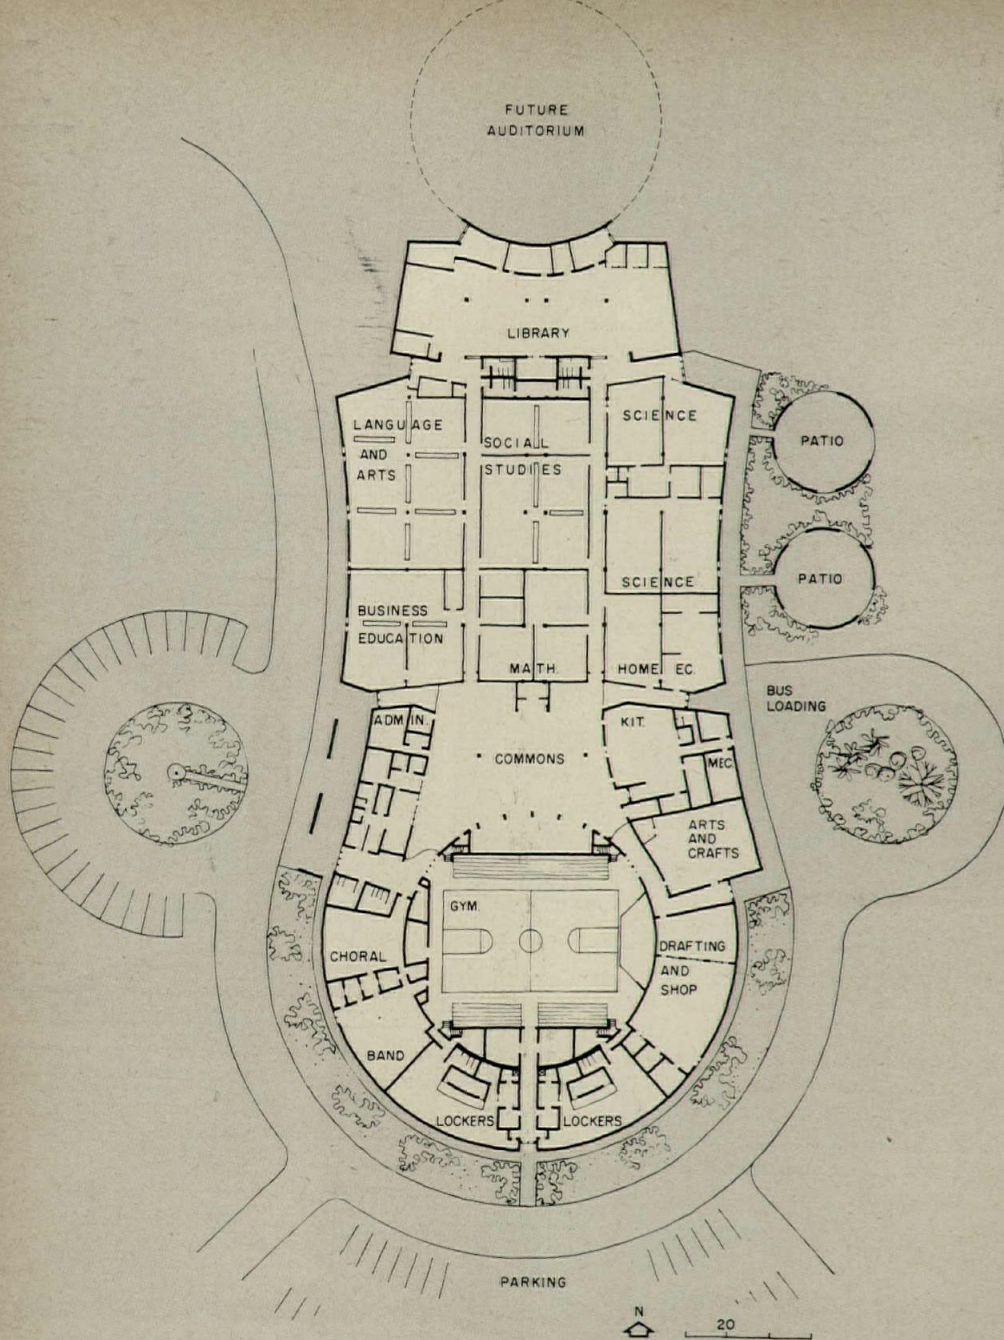 FUTURE
AUDITORIUM
LIBRARY
LANGUAGE
AND
ARTS
SOCIAL
STUDIES
SCIENCE
PATIO
SCIENCE
PATIO
BUSINESS
EDUCATION
MATH.
HOME EC.
BUS
LOADING
ADMIN.
KIT.
COMMONS
MEC.
ARTS
AND
CRAFTS
GYM.
CHORAL
DRAFTING
AND
SHOP
BAND
LOCKERS
LOCKERS
PARKING
N
20